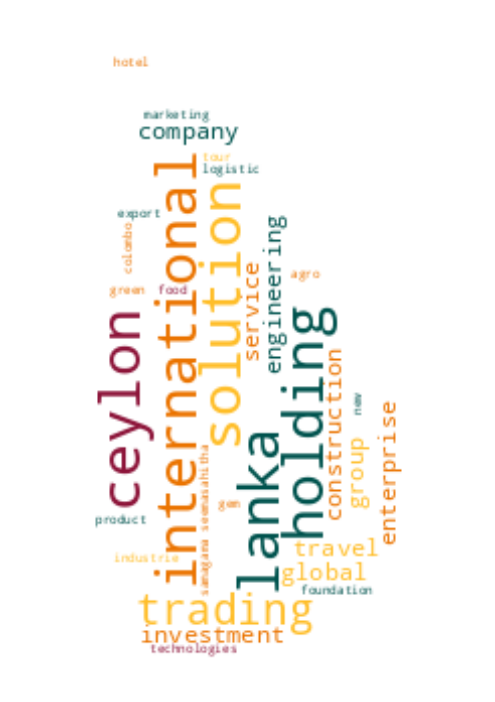 hotel
marketing
company
tour
logistic
international
solution
export
colombo
engineering
service
agro
green
food
ceylon
holding
construction
new
enterprise
lanka
group
samagama seemasahitha
gem
product
travel
industrie
global
foundation
trading
investment
technologies